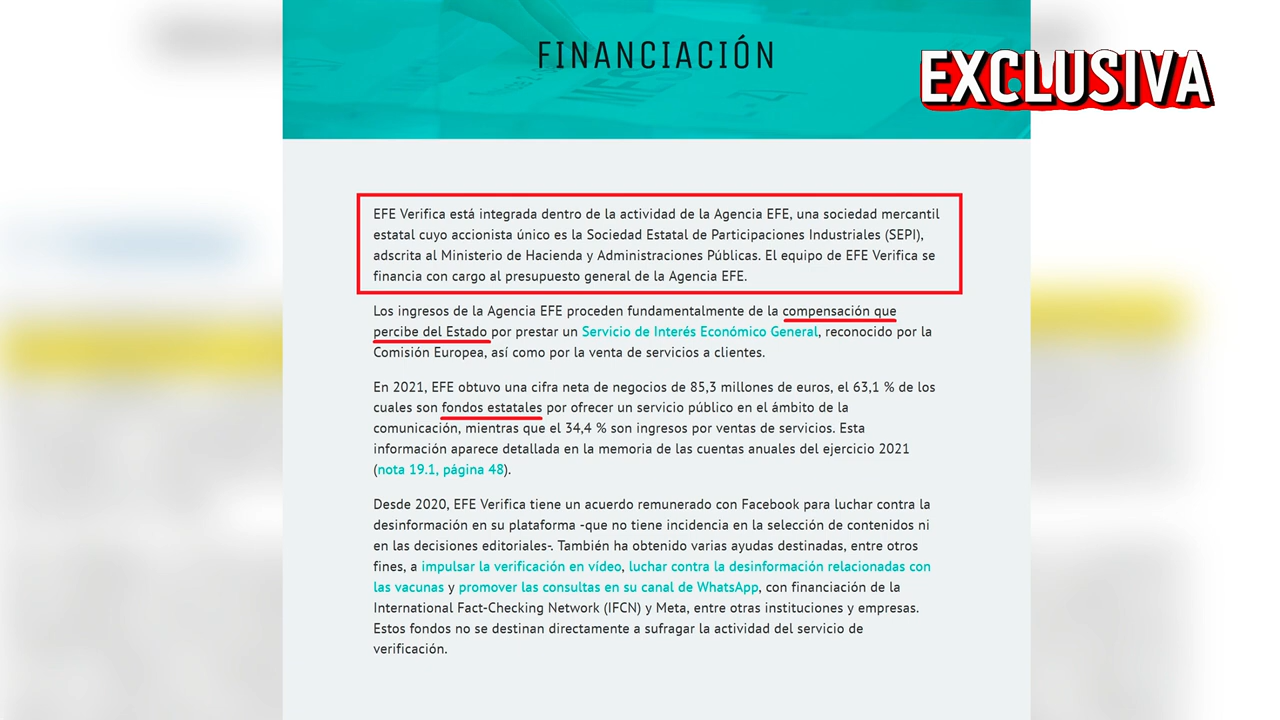 FINANCIACIÓN
EXCLUSIVA
EFE Verifica está integrada dentro de la actividad de la Agencia EFE, una sociedad mercantil
estatal cuyo accionista único es la Sociedad Estatal de Participaciones Industriales (SEPI),
adscrita al Ministerio de Hacienda y Administraciones Públicas. El equipo de EFE Verifica se
financia con cargo al presupuesto general de la Agencia EFE.
Los ingresos de la Agencia EFE proceden fundamentalmente de la compensación que
percibe del Estado por prestar un Servicio de Interés Económico General, reconocido por la
Comisión Europea, así como por la venta de servicios a clientes.
En 2021, EFE obtuvo una cifra neta de negocios de 85,3 millones de euros, el 63,1 % de los
cuales son fondos estatales por ofrecer un servicio público en el ámbito de la
comunicación, mientras que el 34,4 % son ingresos por ventas de servicios. Esta
información aparece detallada en la memoria de las cuentas anuales del ejercicio 2021
(nota 19.1, página 48).
Desde 2020, EFE Verifica tiene un acuerdo remunerado con Facebook para luchar contra la
desinformación en su plataforma -que no tiene incidencia en la selección de contenidos ni
en las decisiones editoriales-. También ha obtenido varias ayudas destinadas, entre otros
fines, a impulsar la verificación en vídeo, luchar contra la desinformación relacionadas con
las vacunas y promover las consultas en su canal de WhatsApp, con financiación de la
International Fact-Checking Network (IFCN) y Meta, entre otras instituciones y empresas.
Estos fondos no se destinan directamente a sufragar la actividad del servicio de
verificación.